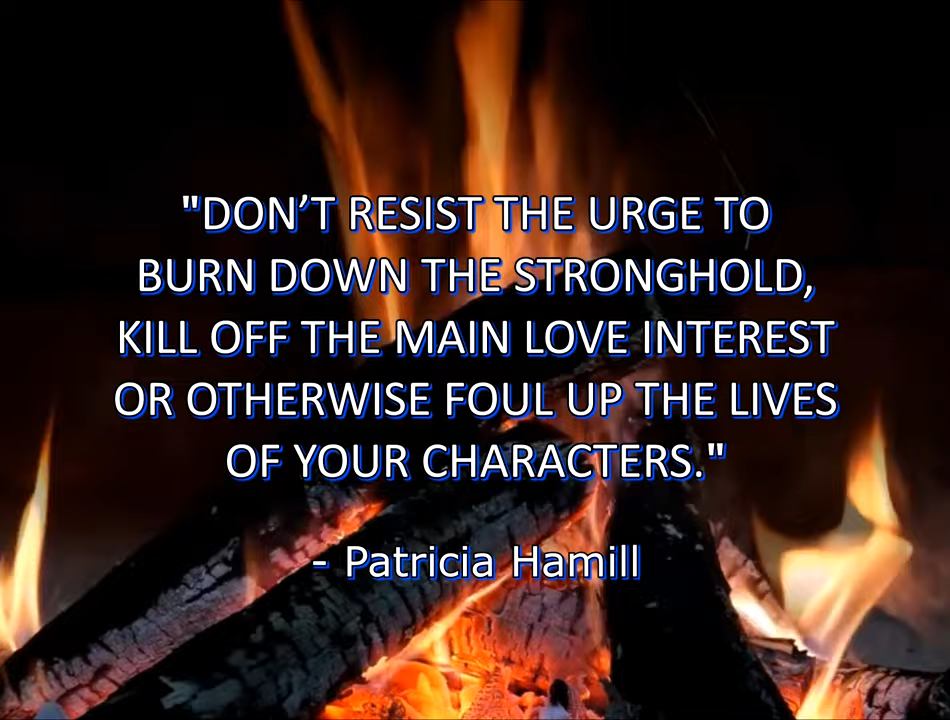 "DON’T RESIST THE URGE TO
BURN DOWN THE STRONGHOLD,
KILL OFF THE MAIN LOVE INTEREST
OR OTHERWISE FOUL UP THE LIVES
OF YOUR CHARACTERS."
- Patricia Hamill